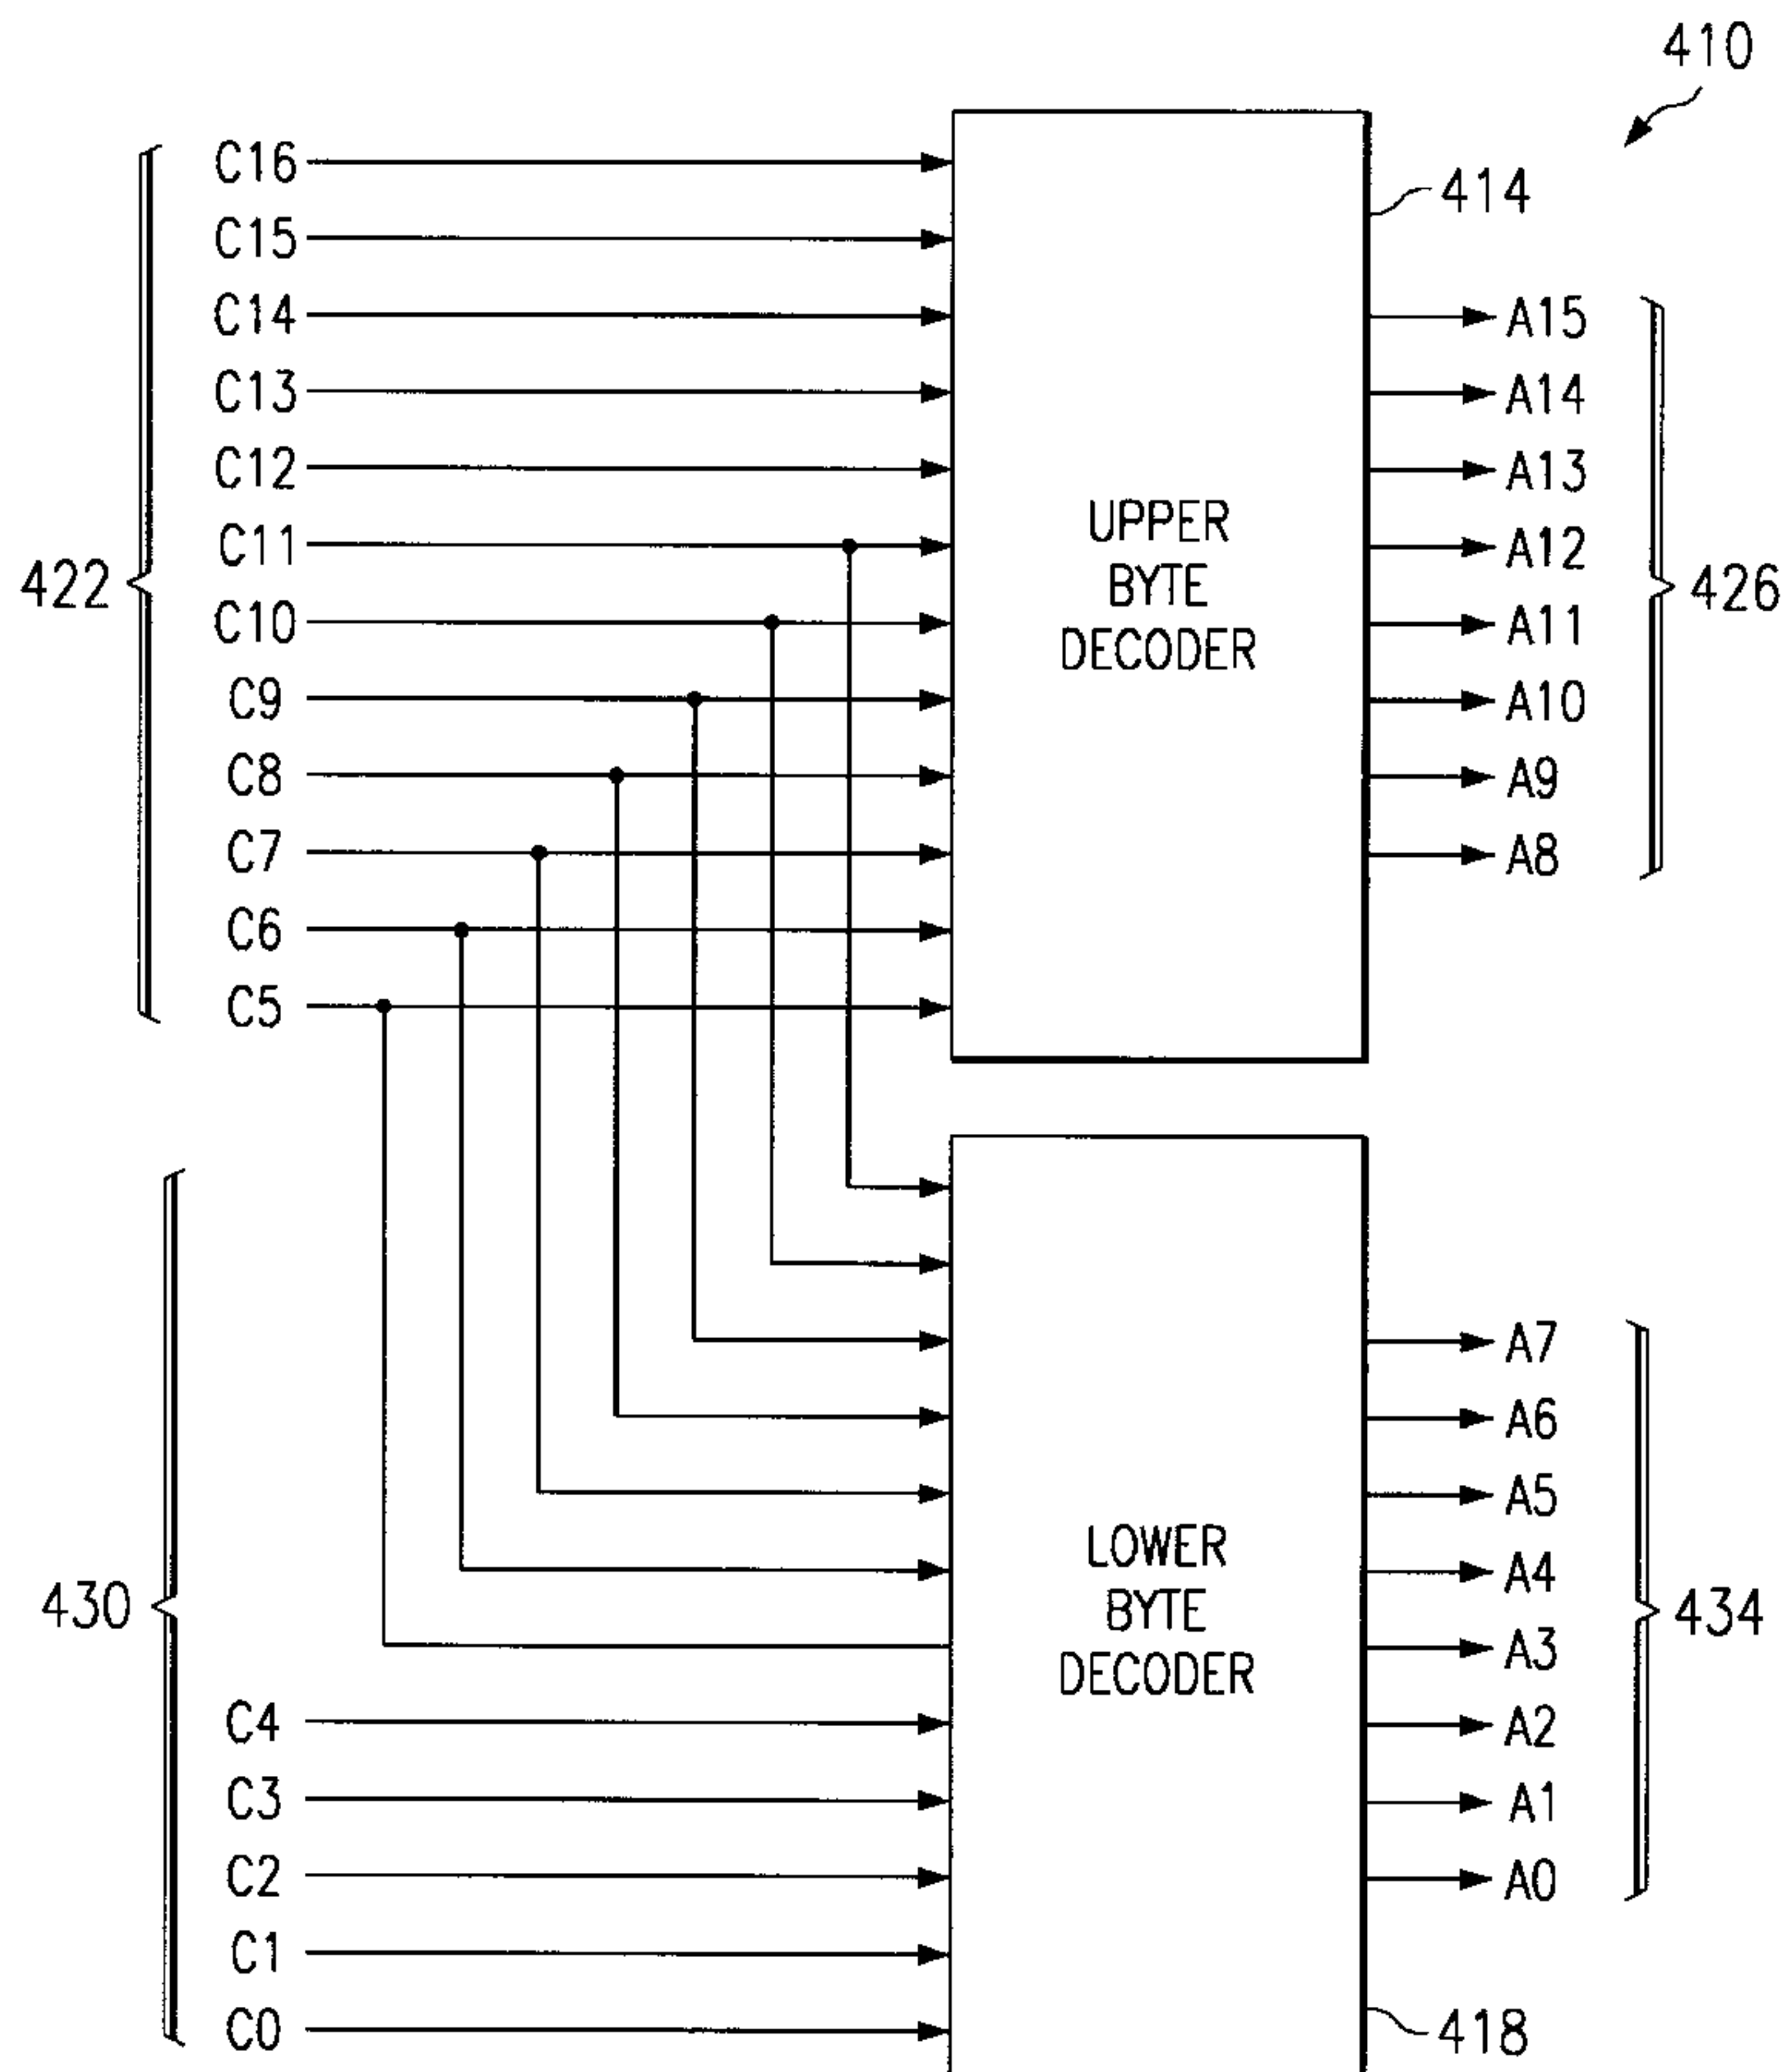 410
C16
414
C15
C14
A15
C13
A14
C12
A13
C11
UPPER
BYTE
DECODER
A12
422
426
C10
A11
C9
A10
C8
A9
C7
A8
C6
C5
A7
A6
A5
430
LOWER
BYTE
DECODER
A4
434
A3
C4
A2
C3
A1
C2
A0
C1
C0
418